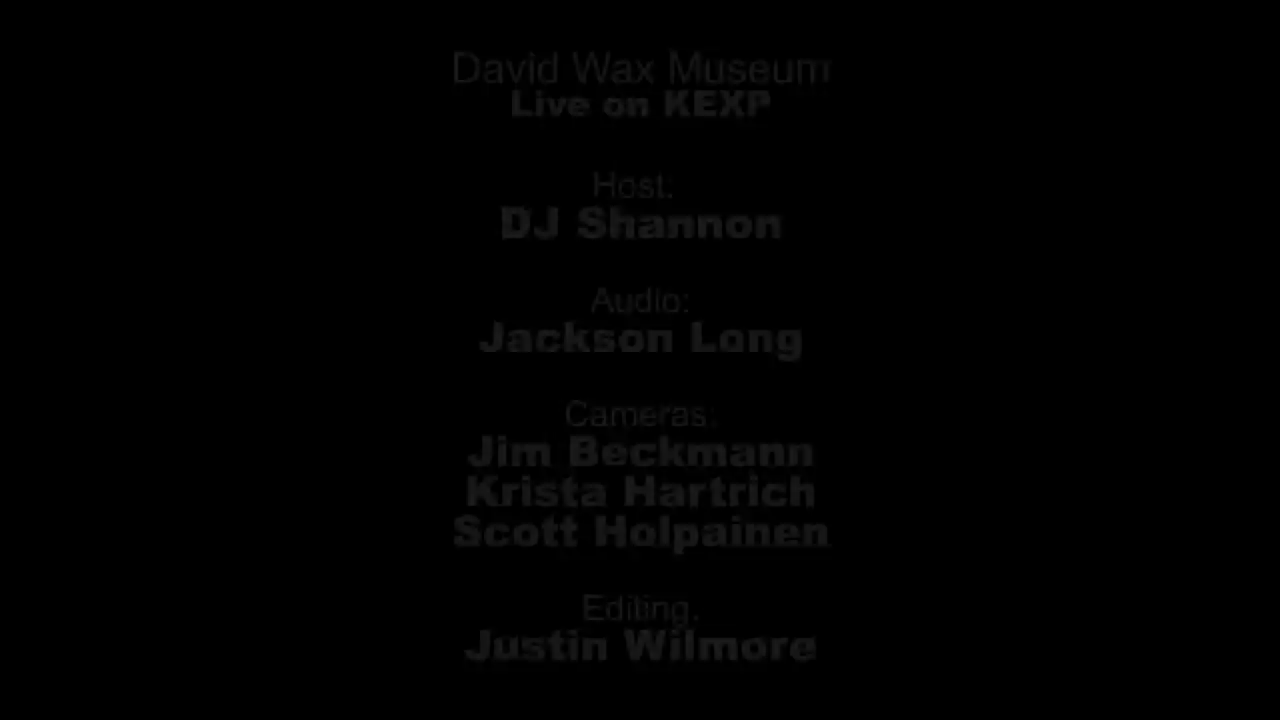 David Wax Museum
Live on KEXP
Host:
DJ Shannon
Audio:
Jackson Long
Cameras:
Jim Beckmann
Krista Hartrich
Scott Holpainen
Editing:
Justin Wilmore